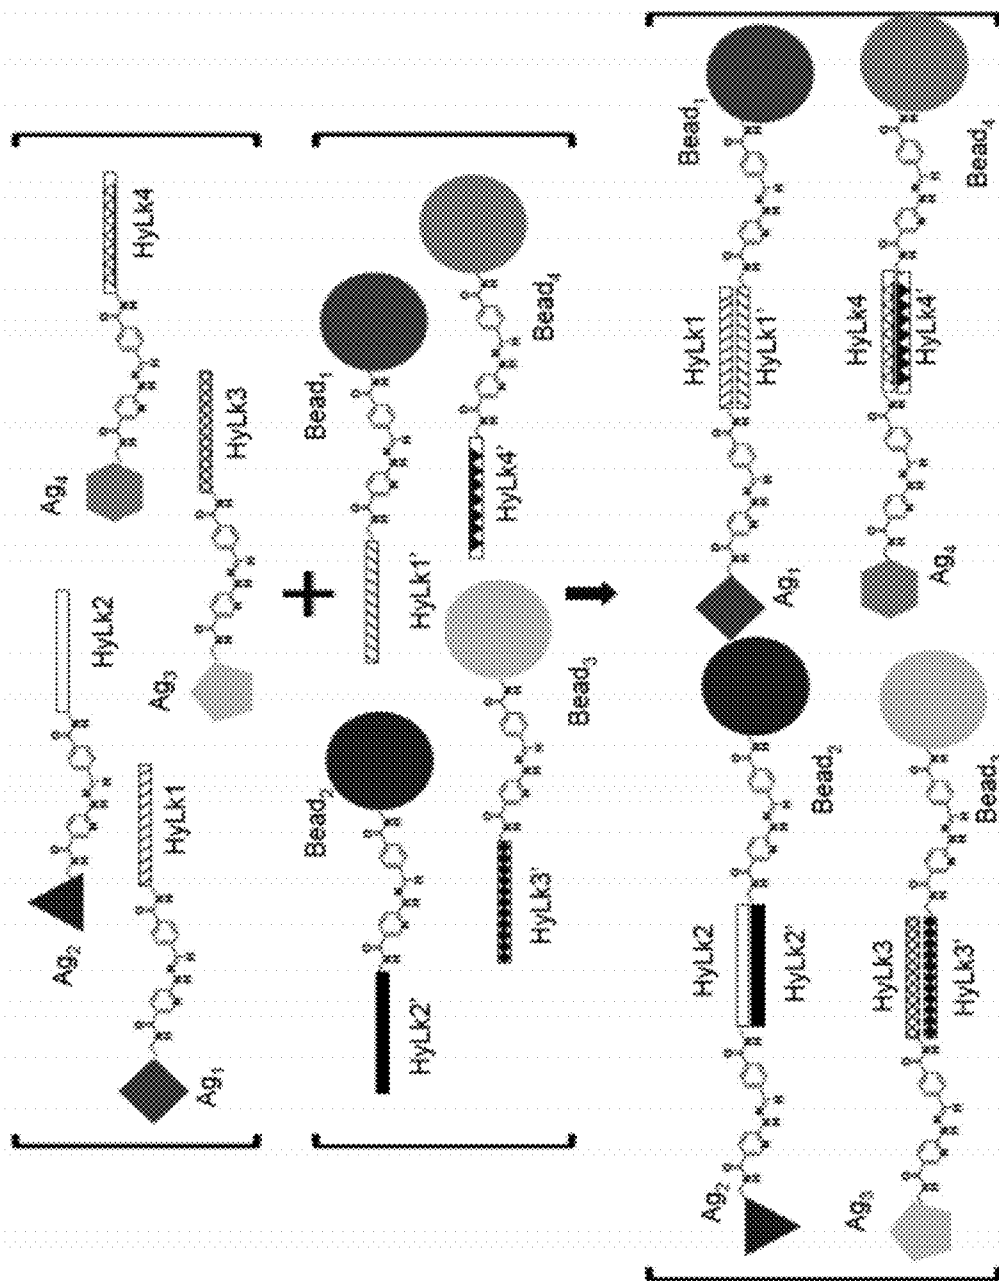 Ag₂
HyLk2
Ag₄
HyLk4
Ag₁
HyLk1
Ag₃
HyLk3
+
HyLk2'
Bead₂
HyLk1'
Bead₁
HyLk3'
Bead₃
HyLk4'
Bead₄
Ag₂
HyLk2
HyLk2'
Bead₂
Ag₁
HyLk1
HyLk1'
Bead₁
Ag₃
HyLk3
HyLk3'
Bead₃
Ag₄
HyLk4
HyLk4'
Bead₄